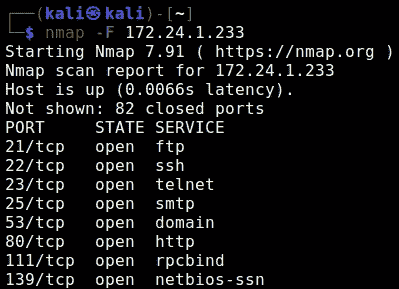 ┌──(kali㉿kali)-[~]
└─$ nmap -F 172.24.1.233
Starting Nmap 7.91 ( https://nmap.org )
Nmap scan report for 172.24.1.233
Host is up (0.0066s latency).
Not shown: 82 closed ports
PORT    STATE SERVICE
21/tcp  open  ftp
22/tcp  open  ssh
23/tcp  open  telnet
25/tcp  open  smtp
53/tcp  open  domain
80/tcp  open  http
111/tcp open  rpcbind
139/tcp open  netbios-ssn